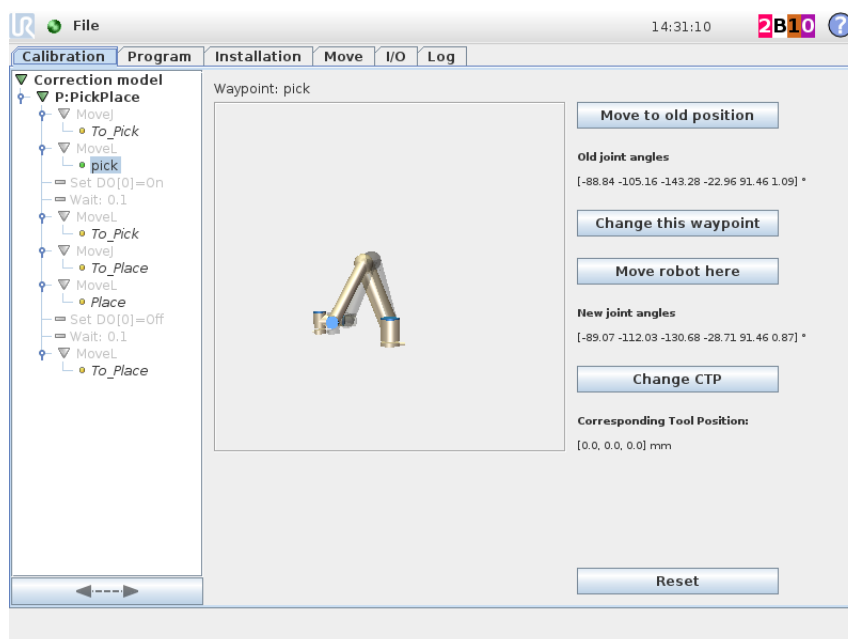 UR File 14:31:10 2B10 ?
Calibration Program Installation Move I/O Log
Correction model
P:PickPlace
MoveJ
To_Pick
MoveL
pick
Set DO[0]=On
Wait: 0.1
MoveL
To_Pick
MoveJ
To_Place
MoveL
Place
Set DO[0]=Off
Wait: 0.1
MoveL
To_Place
Waypoint: pick
Move to old position
Old joint angles
[-88.84 -105.16 -143.28 -22.96 91.46 1.09] °
Change this waypoint
Move robot here
New joint angles
[-89.07 -112.03 -130.68 -28.71 91.46 0.87] °
Change CTP
Corresponding Tool Position:
[0.0, 0.0, 0.0] mm
Reset